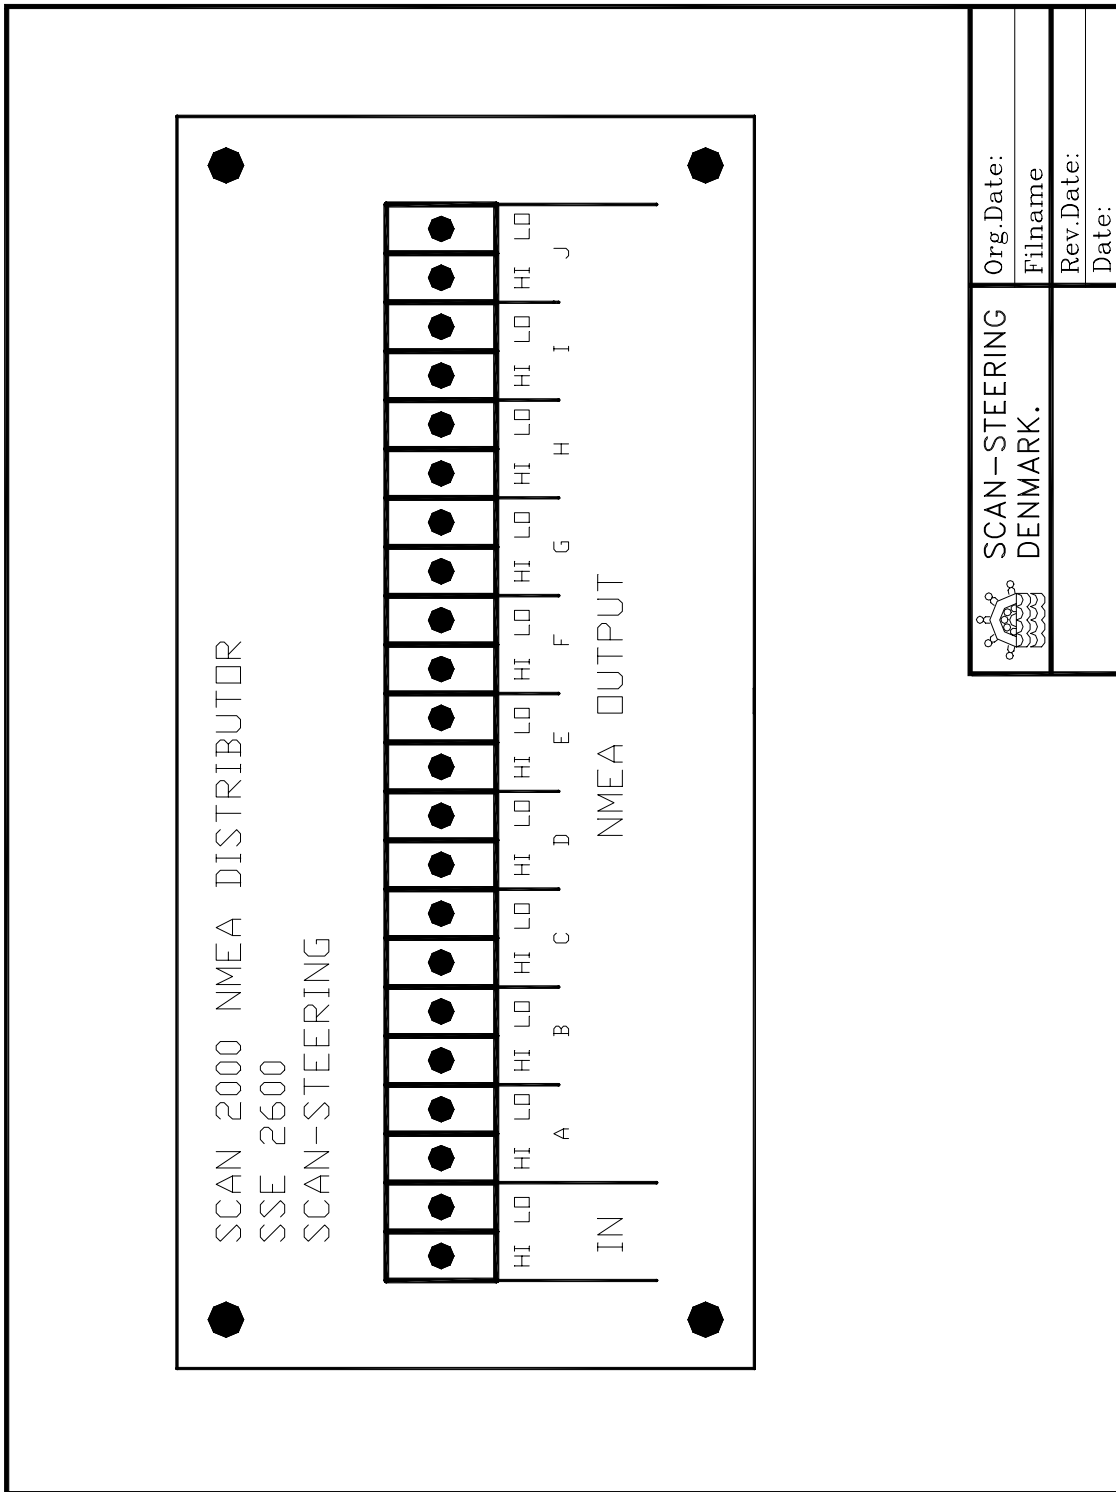 SCAN 2000 NMEA DISTRIBUTOR
SSE 2600
SCAN-STEERING
HI LO HI LO HI LO HI LO HI LO HI LO HI LO HI LO HI LO HI LO HI LO
A B C D E F G H I J
IN NMEA OUTPUT
SCAN-STEERING
DENMARK.
Org.Date:
Filname
Rev.Date:
Date: